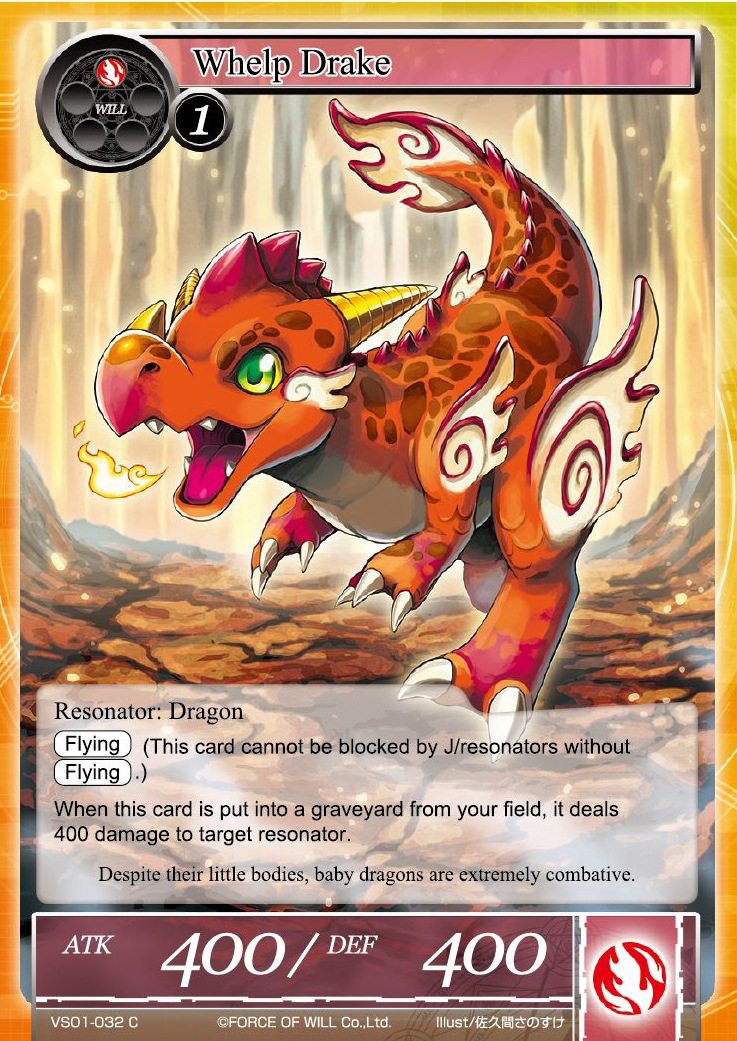 Whelp Drake
WILL
1
Resonator: Dragon
Flying (This card cannot be blocked by J/resonators without
Flying .)
When this card is put into a graveyard from your field, it deals
400 damage to target resonator.
Despite their little bodies, baby dragons are extremely combative.
ATK 400 / DEF 400
VS01-032 C ©FORCE OF WILL Co.,Ltd. Illust/佐久間さのすけ